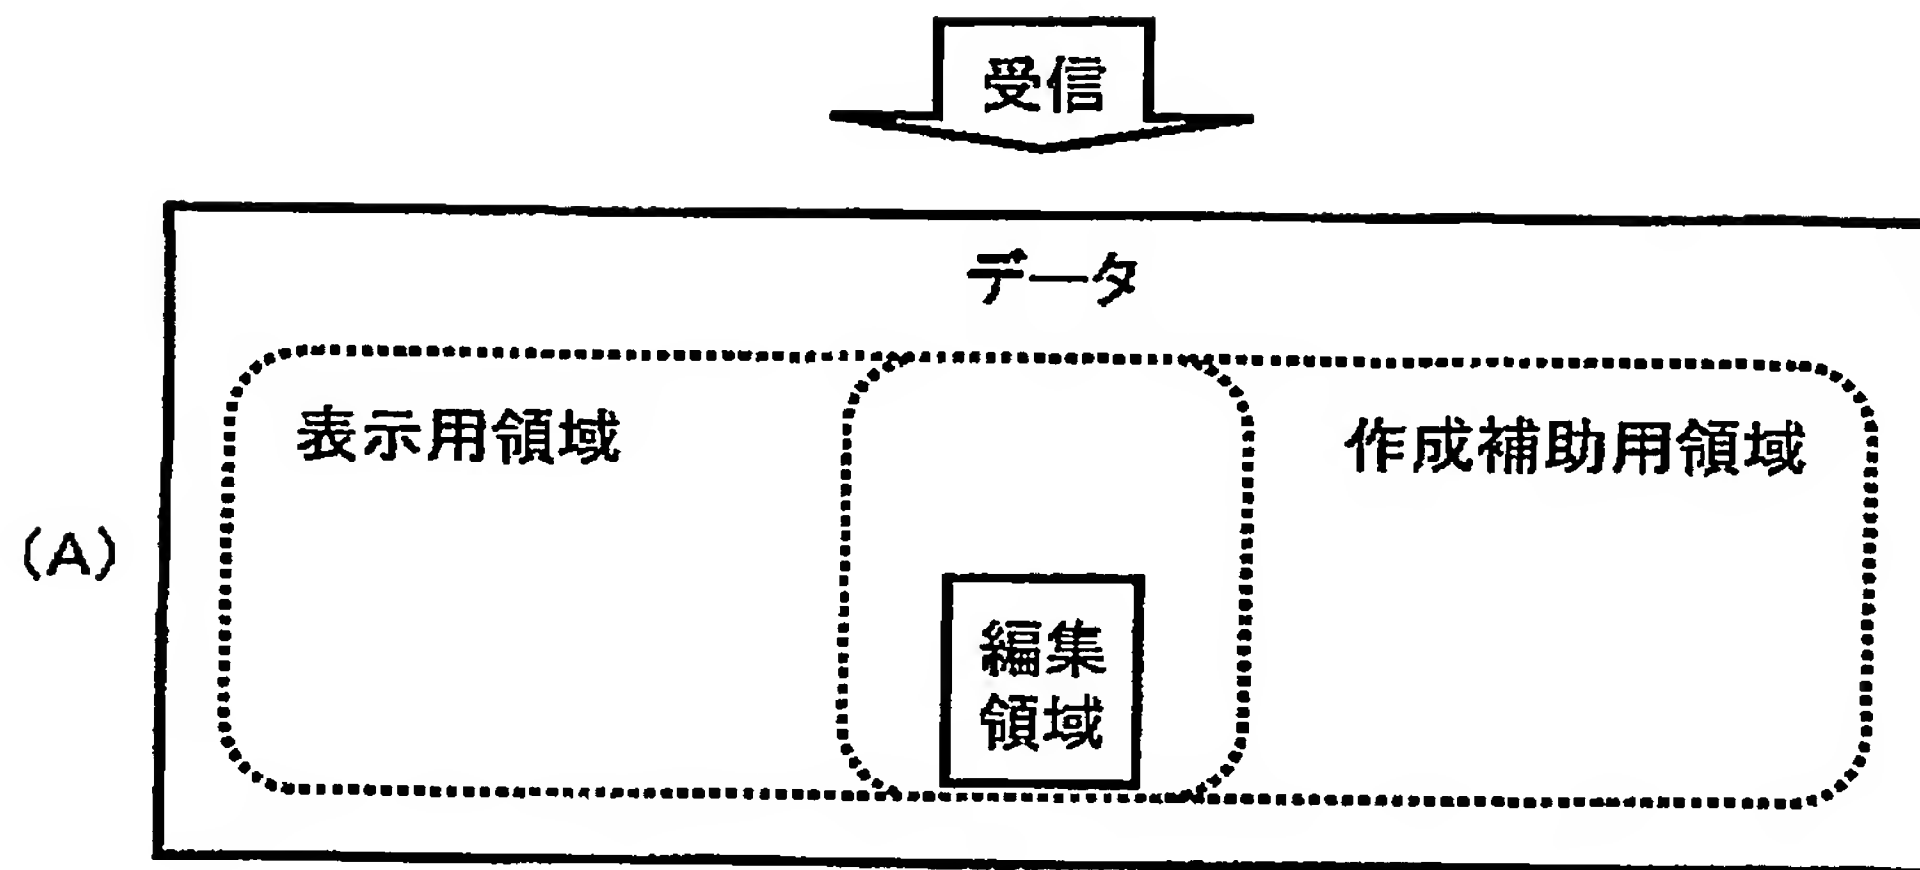 受信
データ
表示用領域
作成補助用領域
(A)
編集
領域